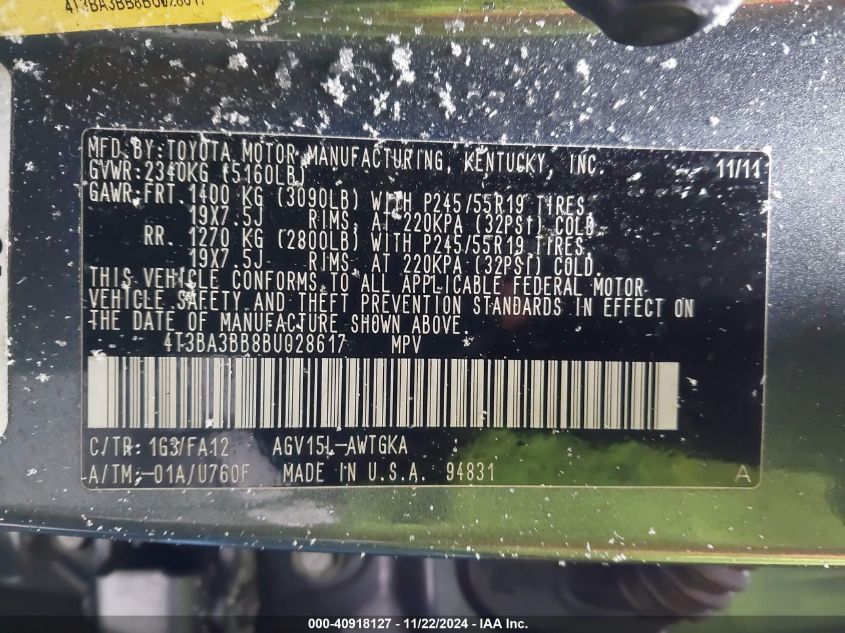 4T3BA3BB8BU028617
MFD. BY: TOYOTA MOTOR MANUFACTURING, KENTUCKY, INC. 11/11
GVWR: 2340KG (5160LB)
GAWR: FRT. 1400 KG (3090LB) WITH P245/55R19 TIRES,
19X7.5J RIMS, AT 220KPA (32PSI) COLD.
RR. 1270 KG (2800LB) WITH P245/55R19 TIRES,
19X7.5J RIMS, AT 220KPA (32PSI) COLD.
THIS VEHICLE CONFORMS TO ALL APPLICABLE FEDERAL MOTOR
VEHICLE SAFETY AND THEFT PREVENTION STANDARDS IN EFFECT ON
THE DATE OF MANUFACTURE SHOWN ABOVE.
4T3BA3BB8BU028617 MPV
C/TR: 1G3/FA12 AGV15L-AWTGKA :
A/TM:-01A/U760F MADE IN U.S.A. 94831 A
000-40918127 - 11/22/2024 - IAA Inc.